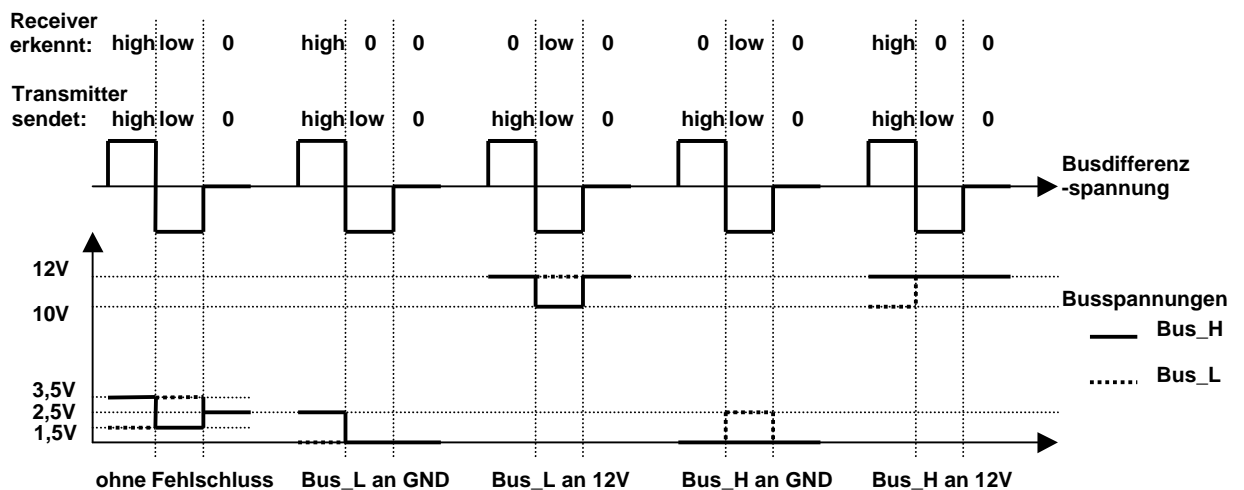 Receiver
erkennt: high low 0 high 0 0 0 low 0 0 low 0 high 0 0
Transmitter
sendet: high low 0 high low 0 high low 0 high low 0 high low 0
Busdifferenz
-spannung
12V
10V
Busspannungen
Bus_H
Bus_L
3,5V
2,5V
1,5V
ohne Fehlschluss Bus_L an GND Bus_L an 12V Bus_H an GND Bus_H an 12V